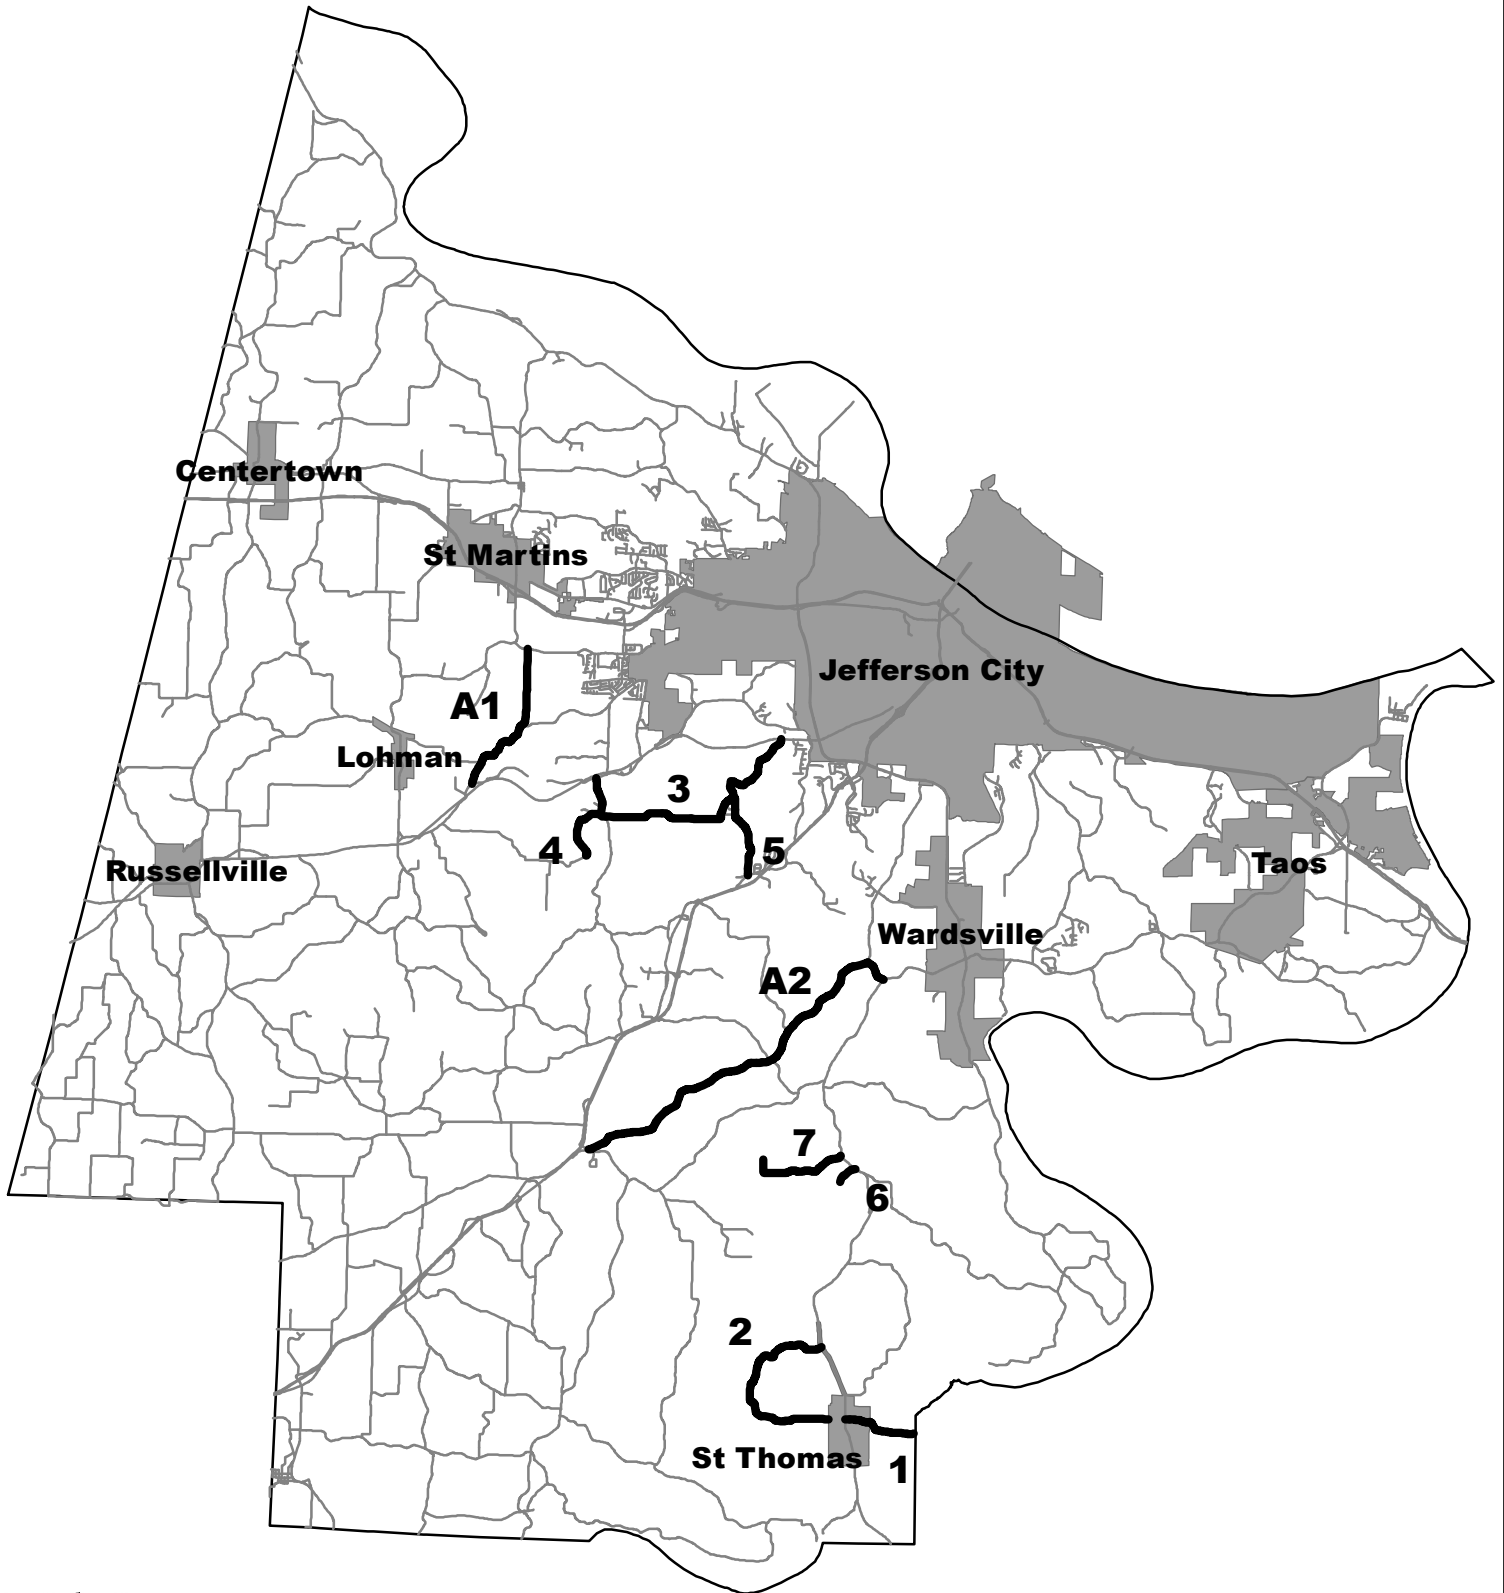 Centertown
St Martins
Jefferson City
A1
Lohman
3
4
5
Taos
Russellville
Wardsville
A2
7
6
2
St Thomas
1